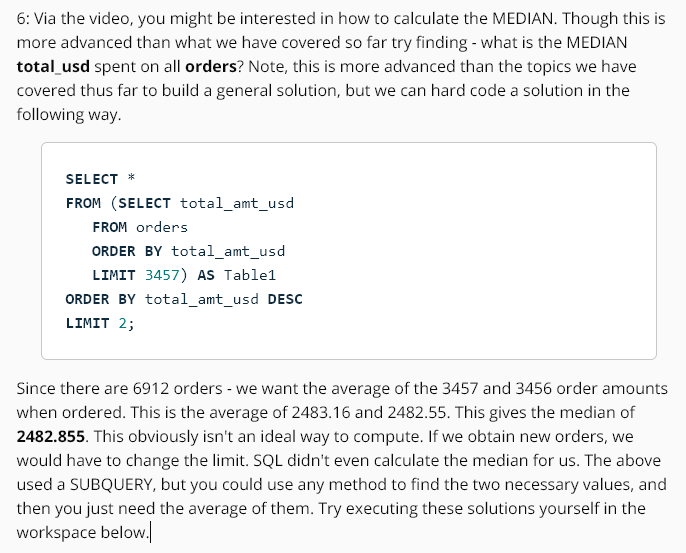 6: Via the video, you might be interested in how to calculate the MEDIAN. Though this is
more advanced than what we have covered so far try finding - what is the MEDIAN
total_usd spent on all orders? Note, this is more advanced than the topics we have
covered thus far to build a general solution, but we can hard code a solution in the
following way.
SELECT *
FROM (SELECT total_amt_usd
FROM orders
ORDER BY total_amt_usd
LIMIT 3457) AS Table1
ORDER BY total_amt_usd DESC
LIMIT 2;
Since there are 6912 orders - we want the average of the 3457 and 3456 order amounts
when ordered. This is the average of 2483.16 and 2482.55. This gives the median of
2482.855. This obviously isn't an ideal way to compute. If we obtain new orders, we
would have to change the limit. SQL didn't even calculate the median for us. The above
used a SUBQUERY, but you could use any method to find the two necessary values, and
then you just need the average of them. Try executing these solutions yourself in the
workspace below.